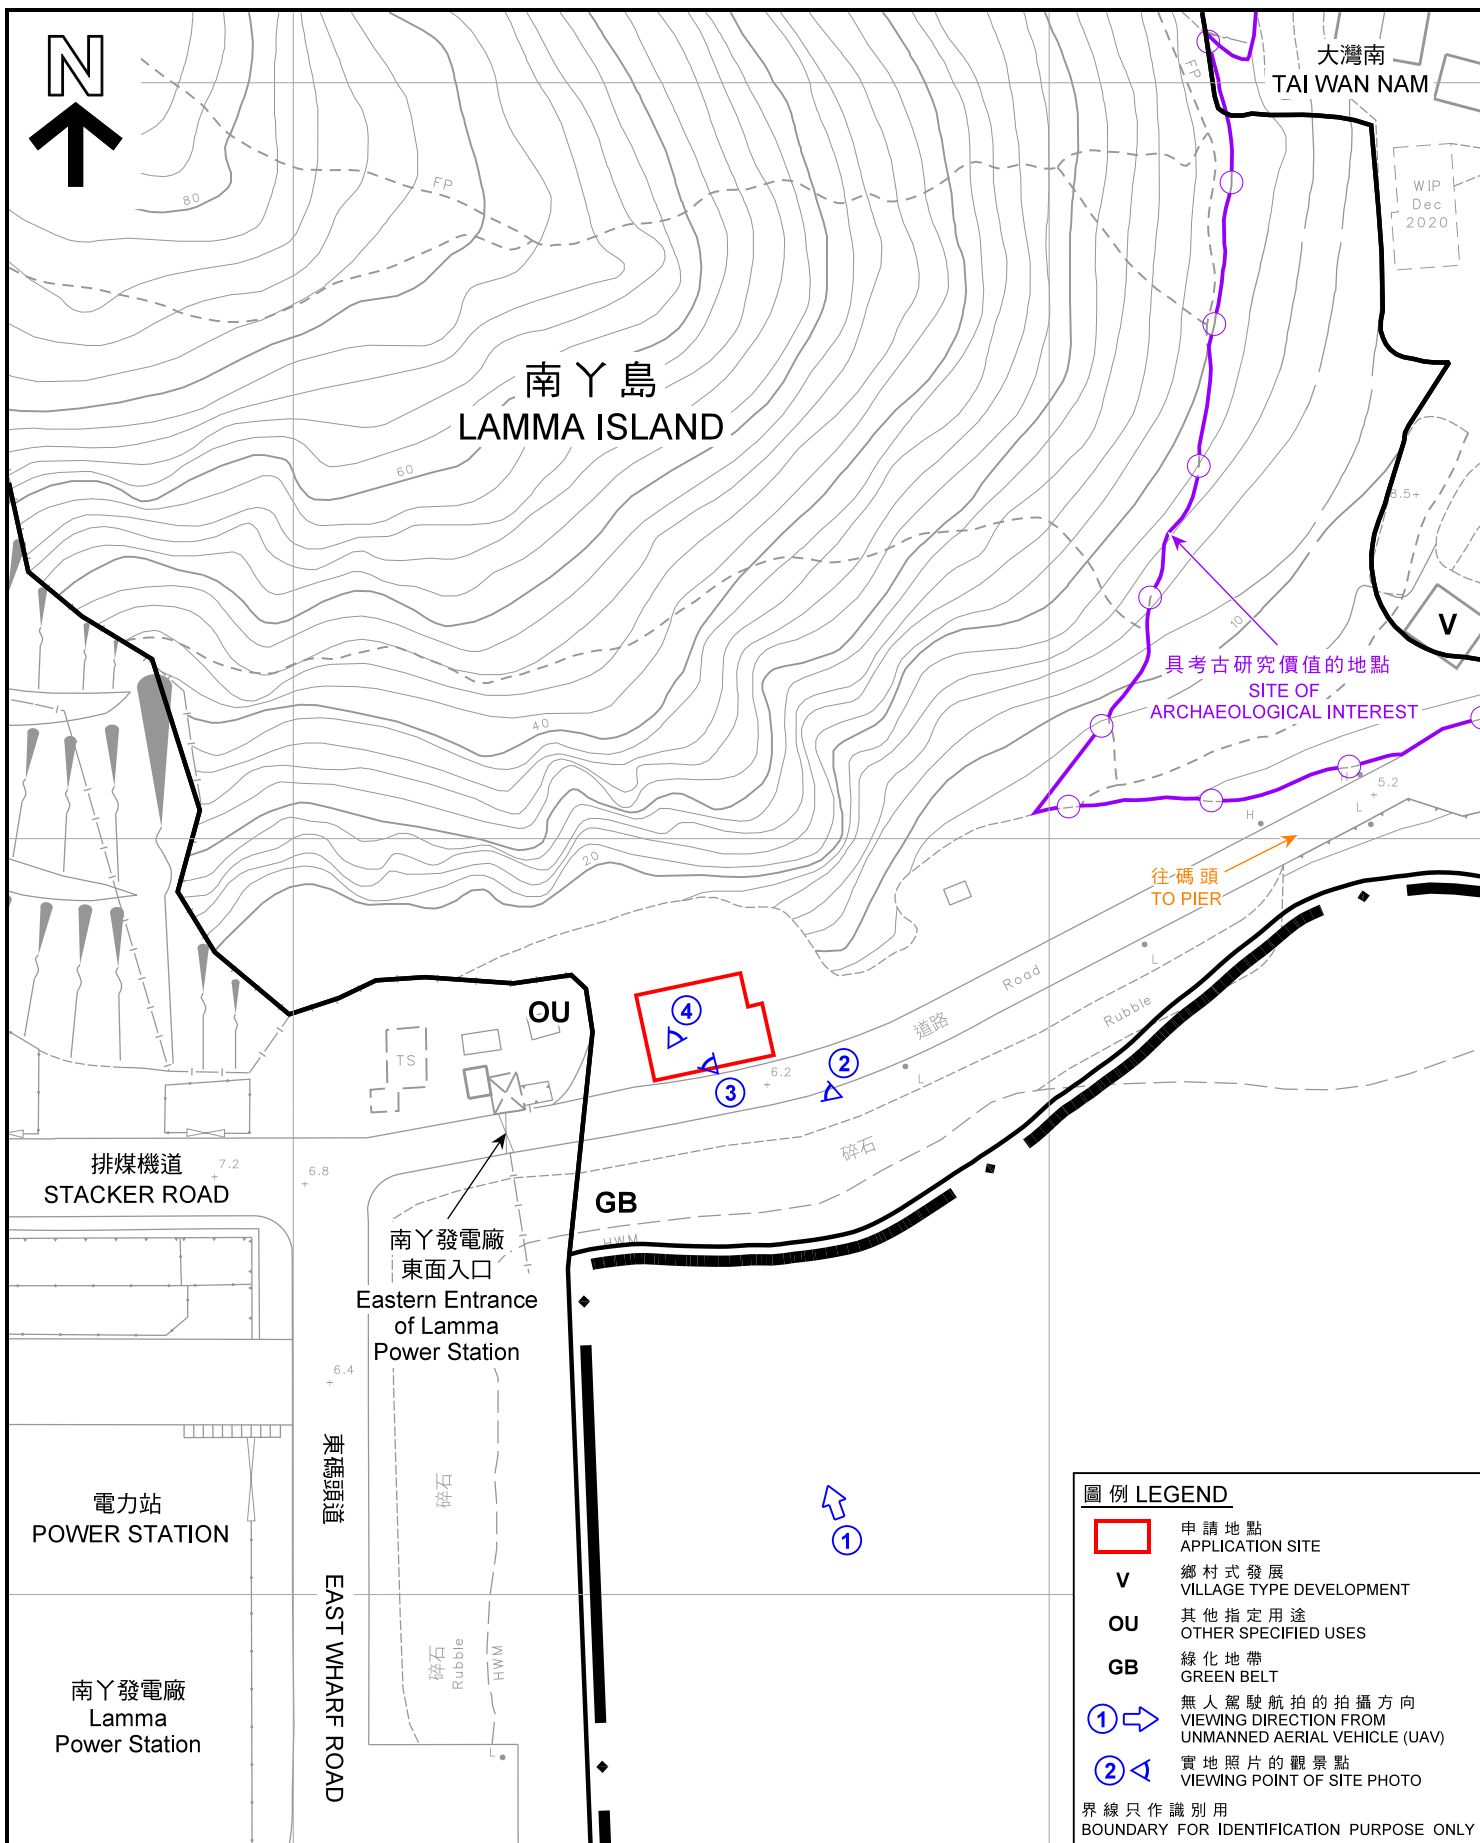 N
大灣南
TAI WAN NAM
FP
FP
80
WIP
Dec
2020
南丫島
LAMMA ISLAND
60
8.5+
10
V
具考古研究價值的地點
SITE OF
ARCHAEOLOGICAL INTEREST
40
H
5.2
L
H
20
往碼頭
TO PIER
L
Road
Rubble
道路
OU
4
TS
6.2
2
L
3
碎石
排煤機道
STACKER ROAD
7.2
6.8
GB
HWM
南丫發電廠
東面入口
Eastern Entrance
of Lamma
Power Station
6.4
東碼頭道
EAST WHARF ROAD
碎石
電力站
POWER STATION
1
碎石
Rubble
HWM
南丫發電廠
Lamma
Power Station
L
圖例 LEGEND
申請地點
APPLICATION SITE
V
鄉村式發展
VILLAGE TYPE DEVELOPMENT
OU
其他指定用途
OTHER SPECIFIED USES
GB
綠化地帶
GREEN BELT
1
無人駕駛航拍的拍攝方向
VIEWING DIRECTION FROM
UNMANNED AERIAL VEHICLE (UAV)
2
實地照片的觀景點
VIEWING POINT OF SITE PHOTO
界線只作識別用
BOUNDARY FOR IDENTIFICATION PURPOSE ONLY